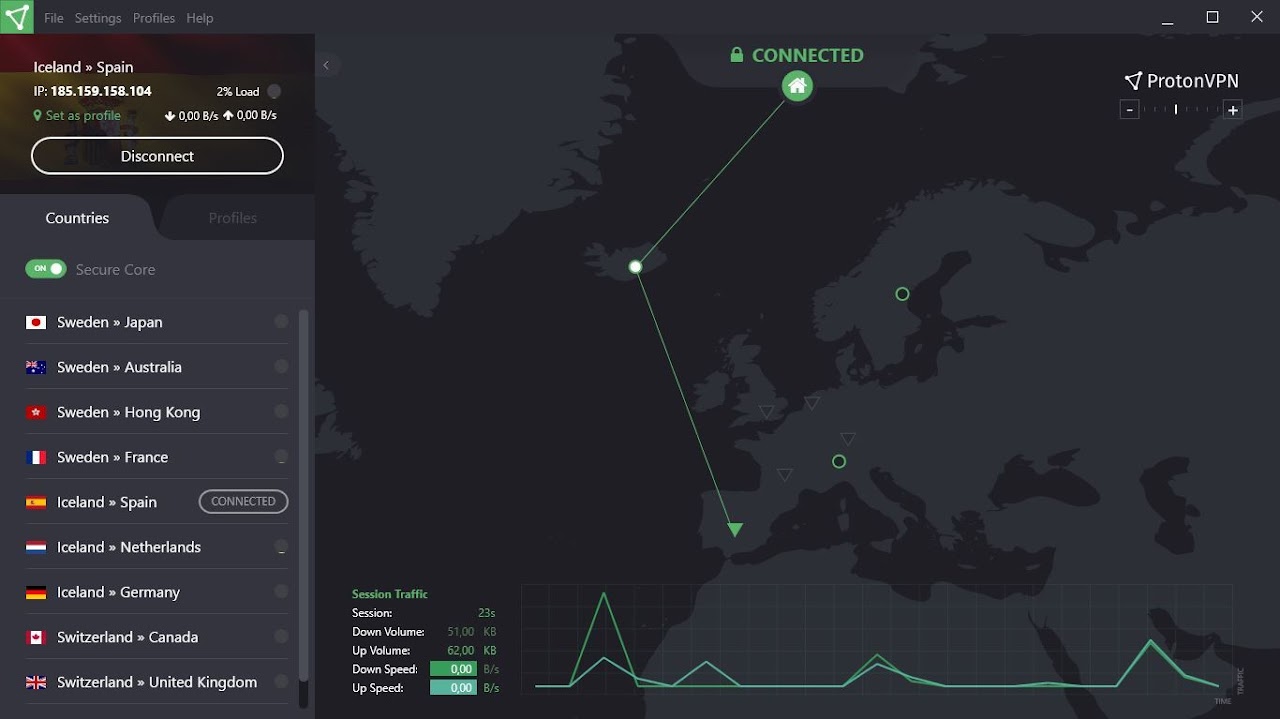 File Settings Profiles Help
Iceland » Spain
IP: 185.159.158.104 2% Load
Set as profile 0,00 B/s 0,00 B/s
Disconnect
Countries Profiles
ON Secure Core
Sweden » Japan
Sweden » Australia
Sweden » Hong Kong
Sweden » France
Iceland » Spain CONNECTED
Iceland » Netherlands
Iceland » Germany
Switzerland » Canada
Switzerland » United Kingdom
CONNECTED
ProtonVPN
- +
Session Traffic
Session: 23s
Down Volume: 51,00 KB
Up Volume: 62,00 KB
Down Speed: 0,00 B/s
Up Speed: 0,00 B/s
TRAFFIC
TIME